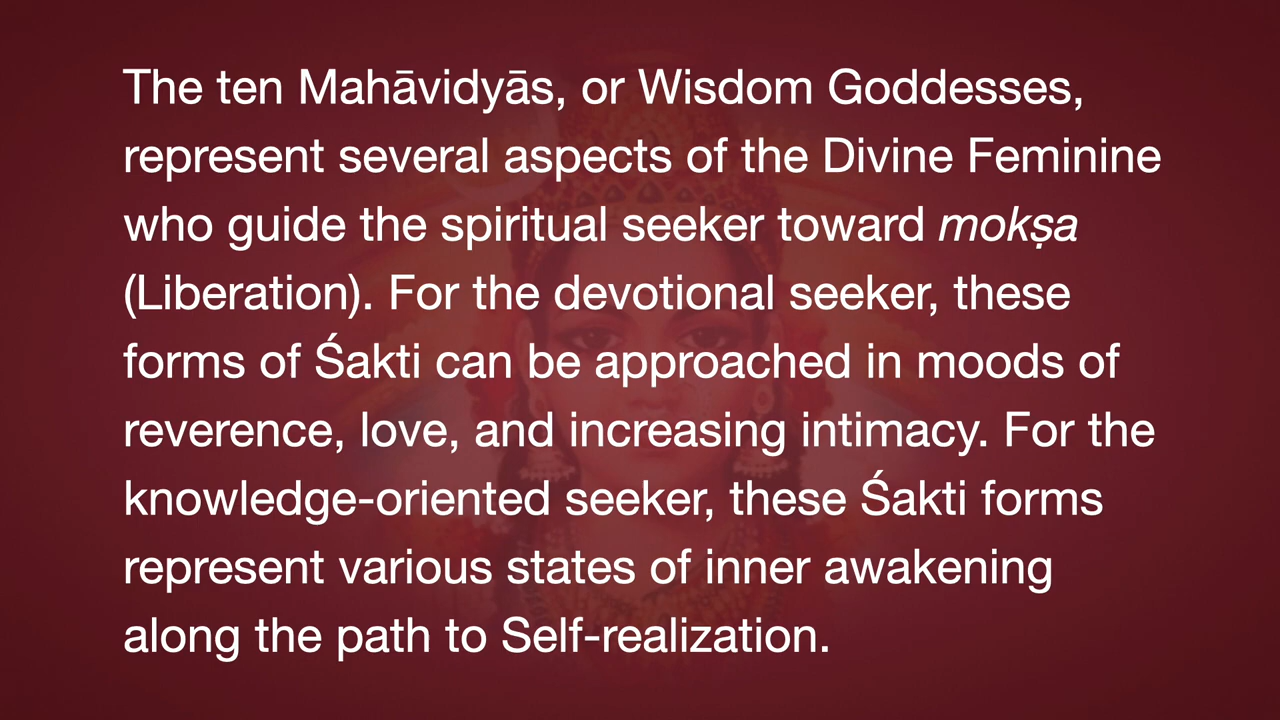 The ten Mahāvidyās, or Wisdom Goddesses,
represent several aspects of the Divine Feminine
who guide the spiritual seeker toward mokṣa
(Liberation). For the devotional seeker, these
forms of Śakti can be approached in moods of
reverence, love, and increasing intimacy. For the
knowledge-oriented seeker, these Śakti forms
represent various states of inner awakening
along the path to Self-realization.